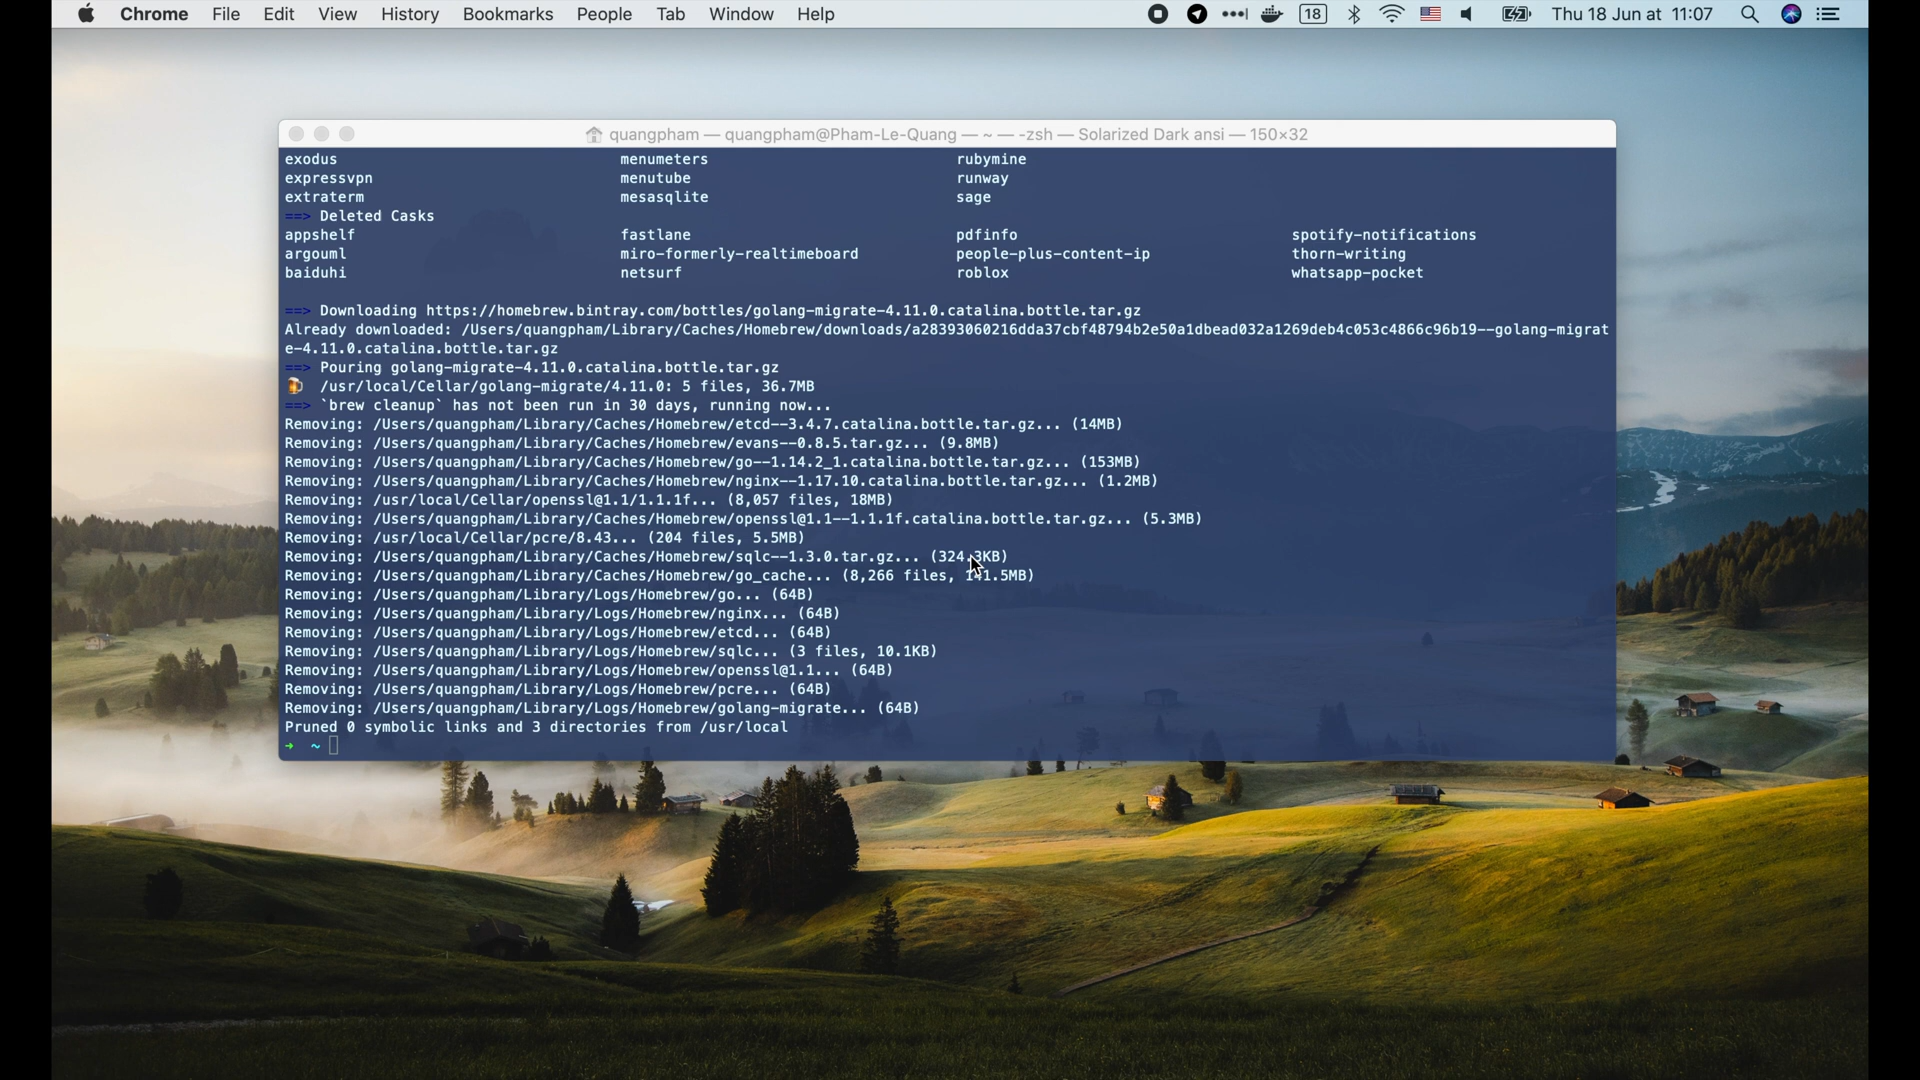 Chrome File Edit View History Bookmarks People Tab Window Help 18 Thu 18 Jun at 11:07
quangpham — quangpham@Pham-Le-Quang — ~ — -zsh — Solarized Dark ansi — 150×32
exodus menumeters rubymine
expressvpn menutube runway
extraterm mesasqlite sage
==> Deleted Casks
appshelf fastlane pdfinfo spotify-notifications
argouml miro-formerly-realtimeboard people-plus-content-ip thorn-writing
baiduhi netsurf roblox whatsapp-pocket
==> Downloading https://homebrew.bintray.com/bottles/golang-migrate-4.11.0.catalina.bottle.tar.gz
Already downloaded: /Users/quangpham/Library/Caches/Homebrew/downloads/a28393060216dda37cbf48794b2e50a1dbead032a1269deb4c053c4866c96b19--golang-migrat
e-4.11.0.catalina.bottle.tar.gz
==> Pouring golang-migrate-4.11.0.catalina.bottle.tar.gz
🍺 /usr/local/Cellar/golang-migrate/4.11.0: 5 files, 36.7MB
==> `brew cleanup` has not been run in 30 days, running now...
Removing: /Users/quangpham/Library/Caches/Homebrew/etcd--3.4.7.catalina.bottle.tar.gz... (14MB)
Removing: /Users/quangpham/Library/Caches/Homebrew/evans--0.8.5.tar.gz... (9.8MB)
Removing: /Users/quangpham/Library/Caches/Homebrew/go--1.14.2_1.catalina.bottle.tar.gz... (153MB)
Removing: /Users/quangpham/Library/Caches/Homebrew/nginx--1.17.10.catalina.bottle.tar.gz... (1.2MB)
Removing: /usr/local/Cellar/openssl@1.1/1.1.1f... (8,057 files, 18MB)
Removing: /Users/quangpham/Library/Caches/Homebrew/openssl@1.1--1.1.1f.catalina.bottle.tar.gz... (5.3MB)
Removing: /usr/local/Cellar/pcre/8.43... (204 files, 5.5MB)
Removing: /Users/quangpham/Library/Caches/Homebrew/sqlc--1.3.0.tar.gz... (324.3KB)
Removing: /Users/quangpham/Library/Caches/Homebrew/go_cache... (8,266 files, 141.5MB)
Removing: /Users/quangpham/Library/Logs/Homebrew/go... (64B)
Removing: /Users/quangpham/Library/Logs/Homebrew/nginx... (64B)
Removing: /Users/quangpham/Library/Logs/Homebrew/etcd... (64B)
Removing: /Users/quangpham/Library/Logs/Homebrew/sqlc... (3 files, 10.1KB)
Removing: /Users/quangpham/Library/Logs/Homebrew/openssl@1.1... (64B)
Removing: /Users/quangpham/Library/Logs/Homebrew/pcre... (64B)
Removing: /Users/quangpham/Library/Logs/Homebrew/golang-migrate... (64B)
Pruned 0 symbolic links and 3 directories from /usr/local
➜ ~